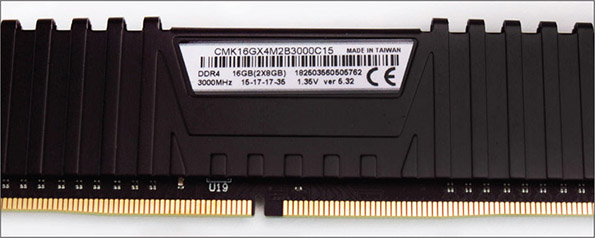 CMK16GX4M2B3000C15 MADE IN TAIWAN
DDR4 16GB(2X8GB) 182503560505762
3000MHz 15-17-17-35 1.35V ver 5.32
CE
U19